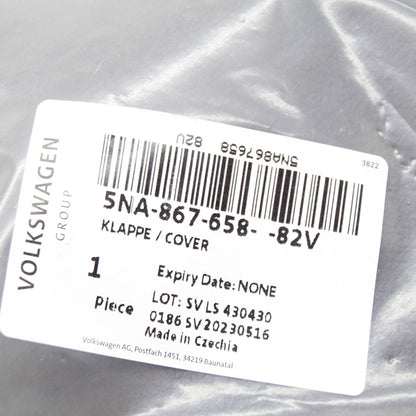 VOLKSWAGEN
GROUP
5NA867658 82V
3822
5NA-867-658- -82V
KLAPPE / COVER
1
Piece
Expiry Date: NONE
LOT: SV LS 430430
0186 SV20230516
Made in Czechia
Volkswagen AG, Postfach 1451, 34219 Baunatal